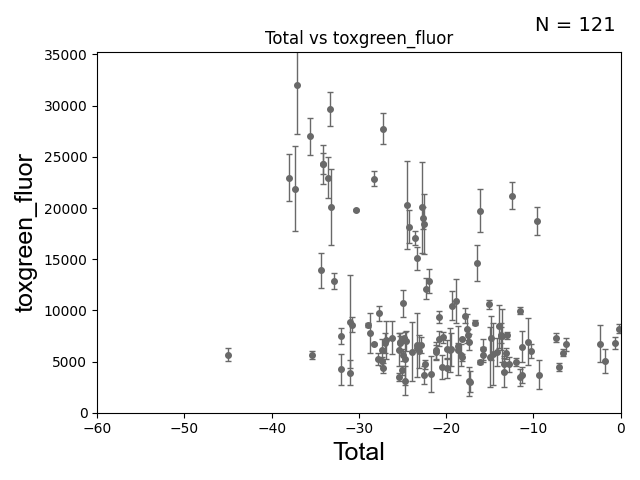 N = 121
Total vs toxgreen_fluor
35000
30000
25000
20000
15000
10000
5000
0
toxgreen_fluor
−60 −50 −40 −30 −20 −10 0
Total